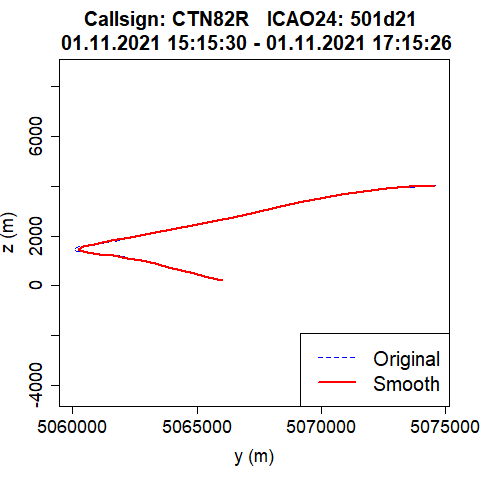 Callsign: CTN82R   ICAO24: 501d21
01.11.2021 15:15:30 - 01.11.2021 17:15:26
z (m)
6000
2000
0
-4000
Original
Smooth
5060000 5065000 5070000 5075000
y (m)